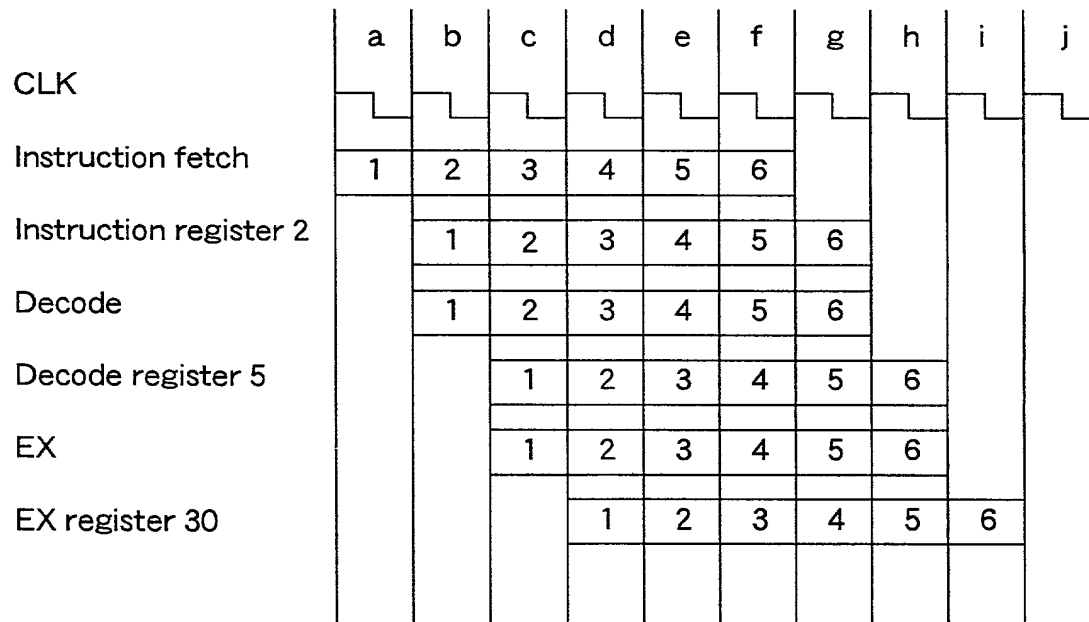 a b c d e f g h i j
CLK
Instruction fetch 1 2 3 4 5 6
Instruction register 2 1 2 3 4 5 6
Decode 1 2 3 4 5 6
Decode register 5 1 2 3 4 5 6
EX 1 2 3 4 5 6
EX register 30 1 2 3 4 5 6